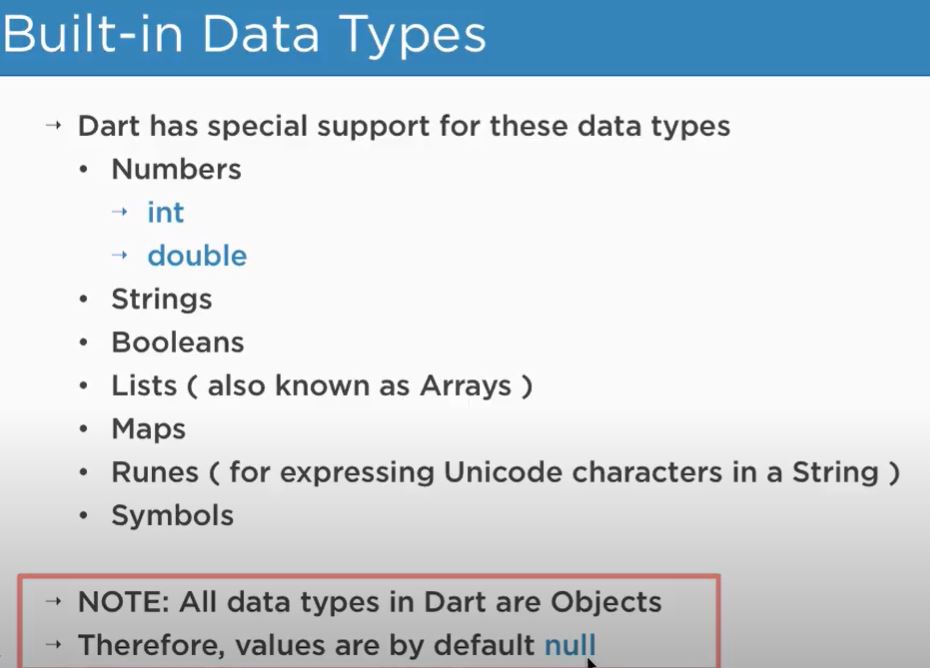 Built-in Data Types
→ Dart has special support for these data types
• Numbers
→ int
→ double
• Strings
• Booleans
• Lists ( also known as Arrays )
• Maps
• Runes ( for expressing Unicode characters in a String )
• Symbols
→ NOTE: All data types in Dart are Objects
→ Therefore, values are by default null